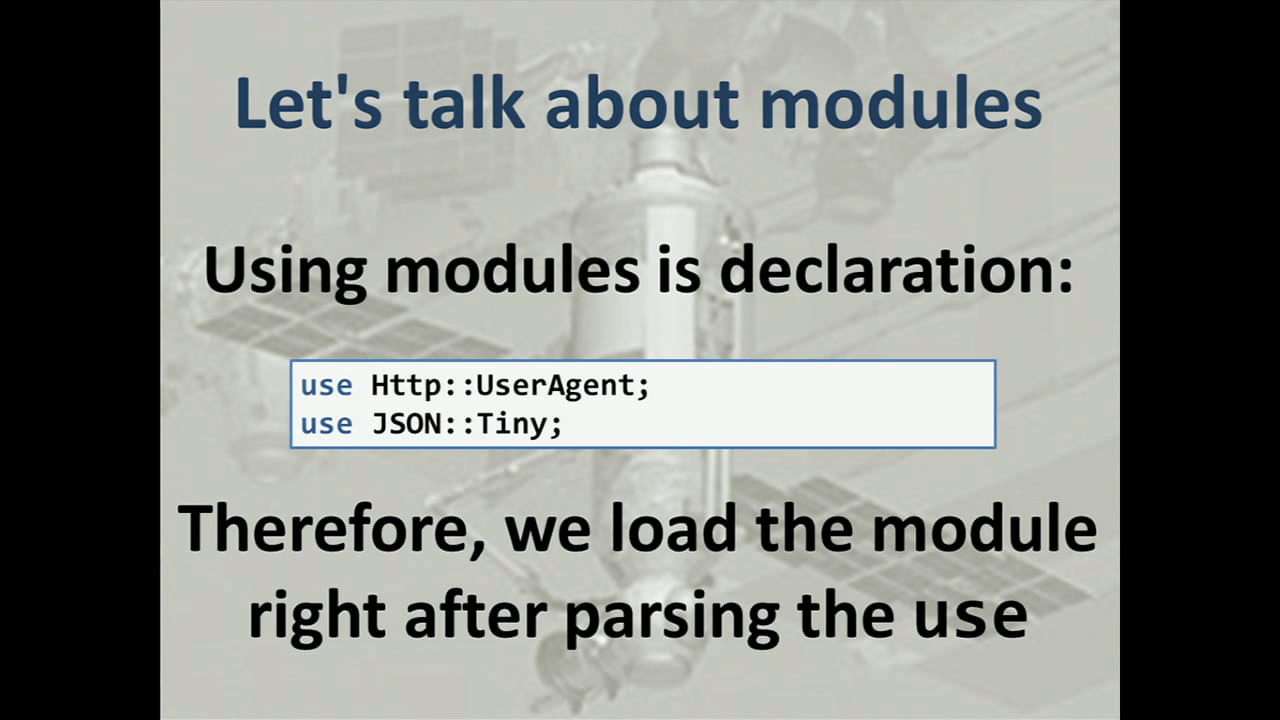 Let's talk about modules
Using modules is declaration:
use Http::UserAgent;
use JSON::Tiny;
Therefore, we load the module
right after parsing the use